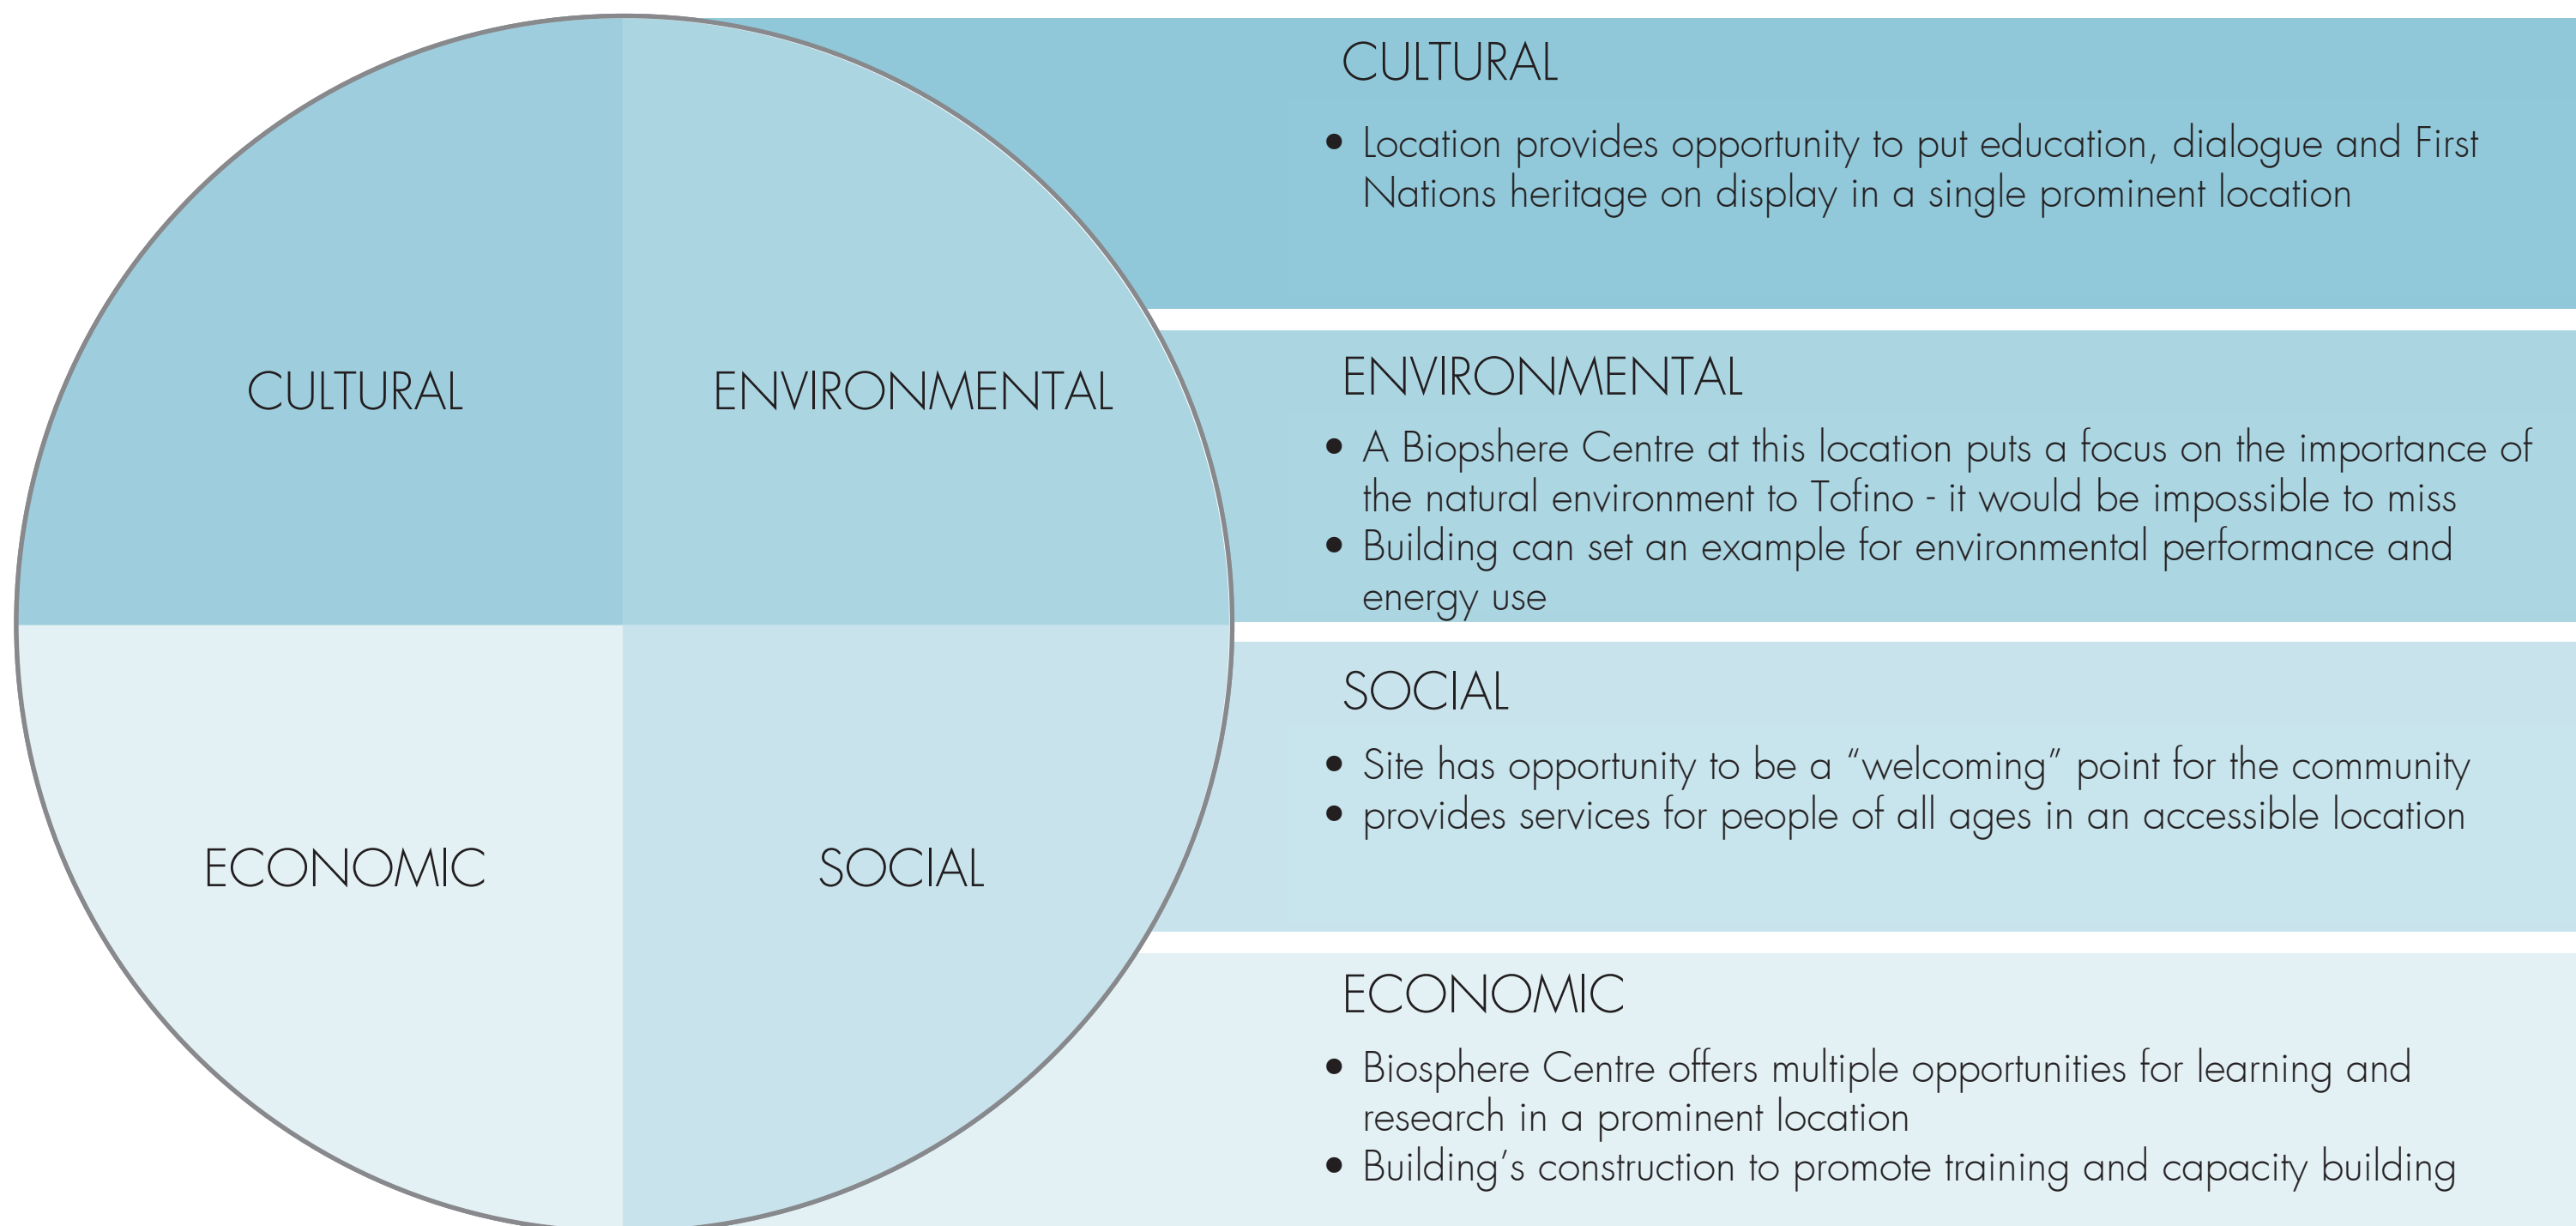 CULTURAL
ENVIRONMENTAL
ECONOMIC
SOCIAL
CULTURAL
• Location provides opportunity to put education, dialogue and First
Nations heritage on display in a single prominent location
ENVIRONMENTAL
• A Biopshere Centre at this location puts a focus on the importance of
the natural environment to Tofino - it would be impossible to miss
• Building can set an example for environmental performance and
energy use
SOCIAL
• Site has opportunity to be a “welcoming” point for the community
• provides services for people of all ages in an accessible location
ECONOMIC
• Biosphere Centre offers multiple opportunities for learning and
research in a prominent location
• Building’s construction to promote training and capacity building